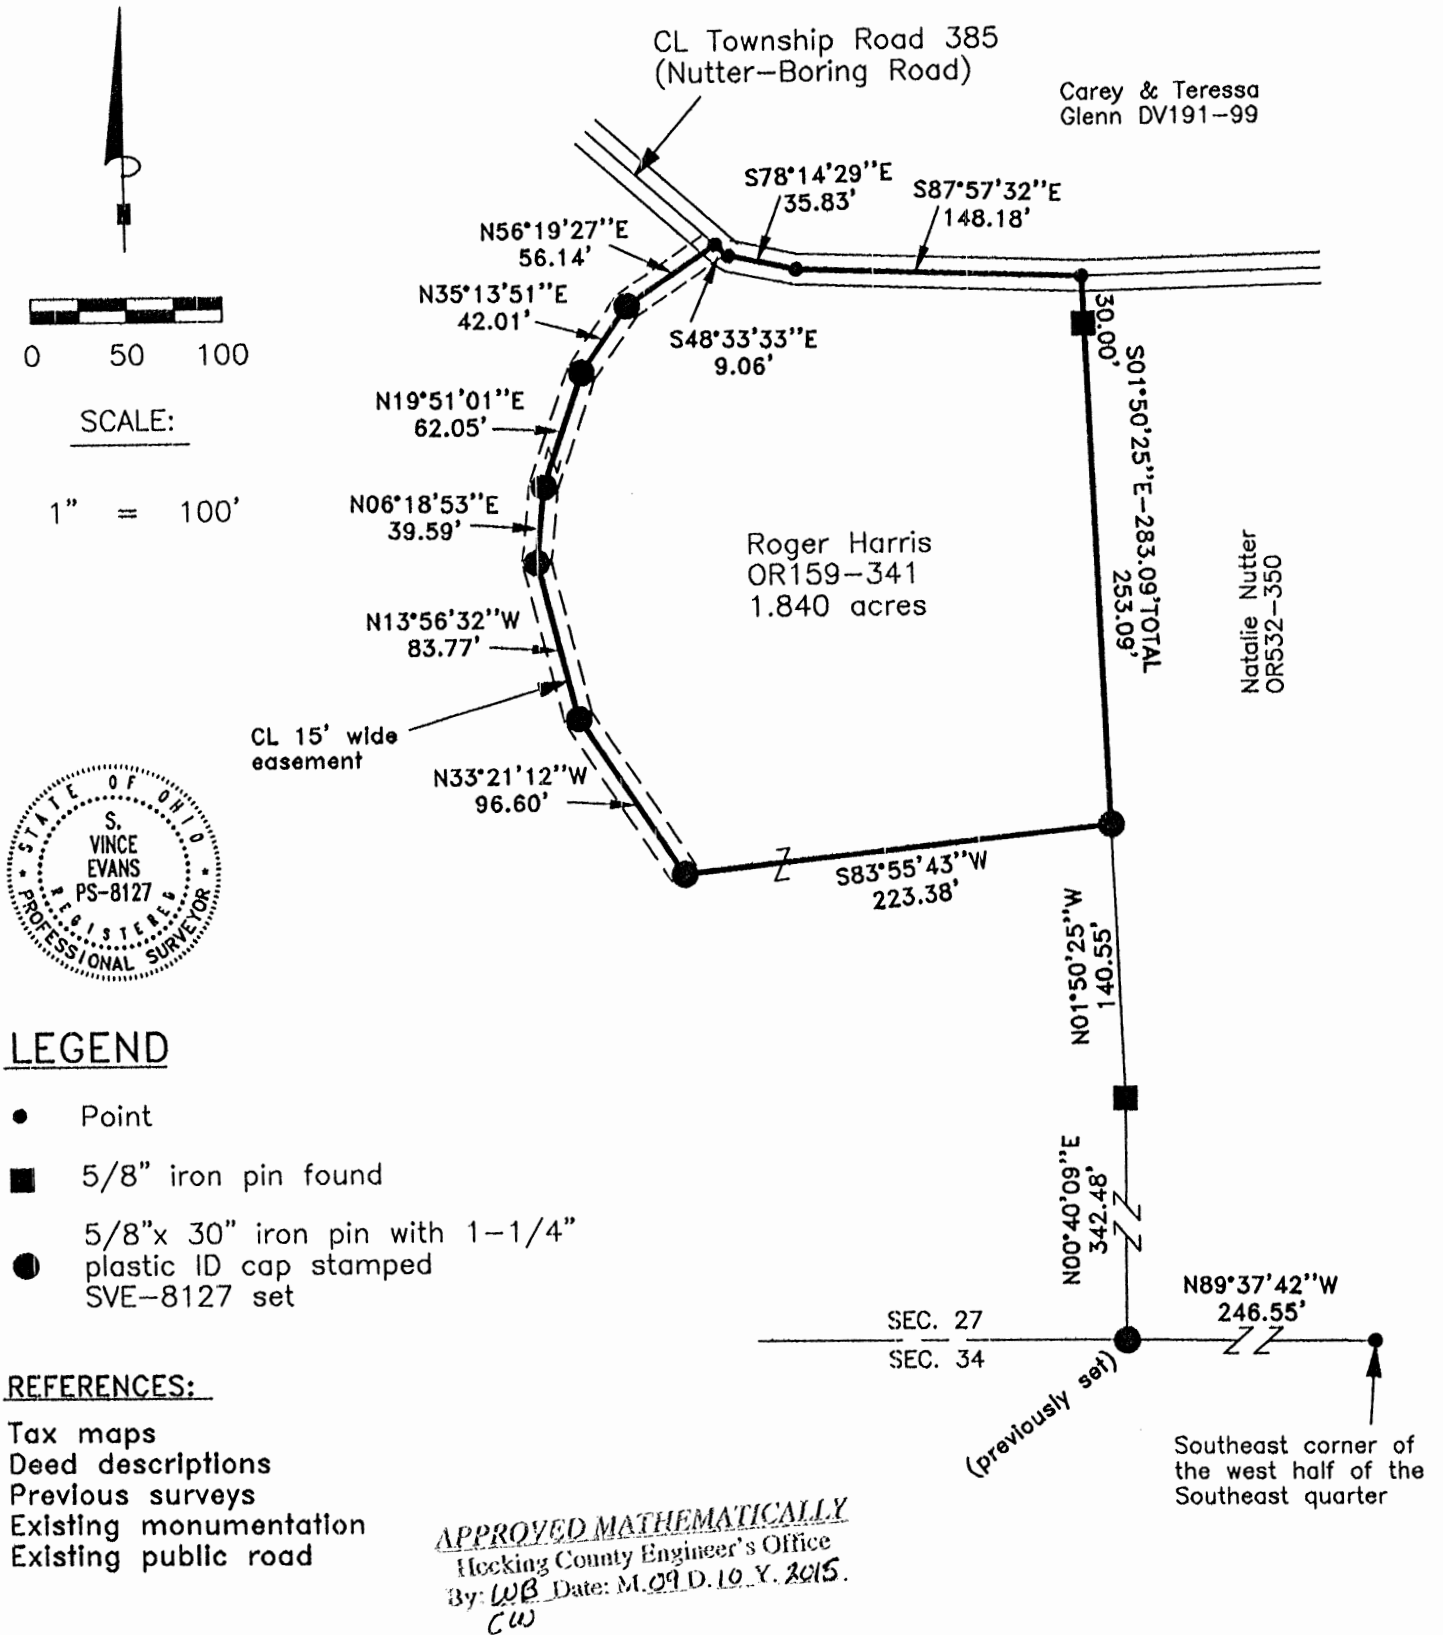 CL Township Road 385
(Nutter-Boring Road)
Carey & Teressa
Glenn DV191-99
S78°14'29''E
35.83'
S87°57'32''E
148.18'
N56°19'27''E
56.14'
N35°13'51''E
42.01'
S48°33'33''E
9.06'
30.00'
S01°50'25''E-283.09'TOTAL
253.09'
0 50 100
SCALE:
1" = 100'
N19°51'01''E
62.05'
N06°18'53''E
39.59'
Roger Harris
OR159-341
1.840 acres
Natalie Nutter
OR532-350
N13°56'32''W
83.77'
CL 15' wide
easement
N33°21'12''W
96.60'
S83°55'43''W
223.38'
STATE OF OHIO
S.
VINCE
EVANS
PS-8127
REGISTERED
PROFESSIONAL SURVEYOR
N01°50'25''W
140.55'
LEGEND
Point
5/8" iron pin found
5/8"x 30" iron pin with 1-1/4"
plastic ID cap stamped
SVE-8127 set
N00°40'09''E
342.48'
N89°37'42''W
246.55'
SEC. 27
SEC. 34
(previously set)
Southeast corner of
the west half of the
Southeast quarter
REFERENCES:
Tax maps
Deed descriptions
Previous surveys
Existing monumentation
Existing public road
APPROVED MATHEMATICALLY
Hocking County Engineer's Office
By: WB Date: M.09 D.10 Y. 2015.
CW